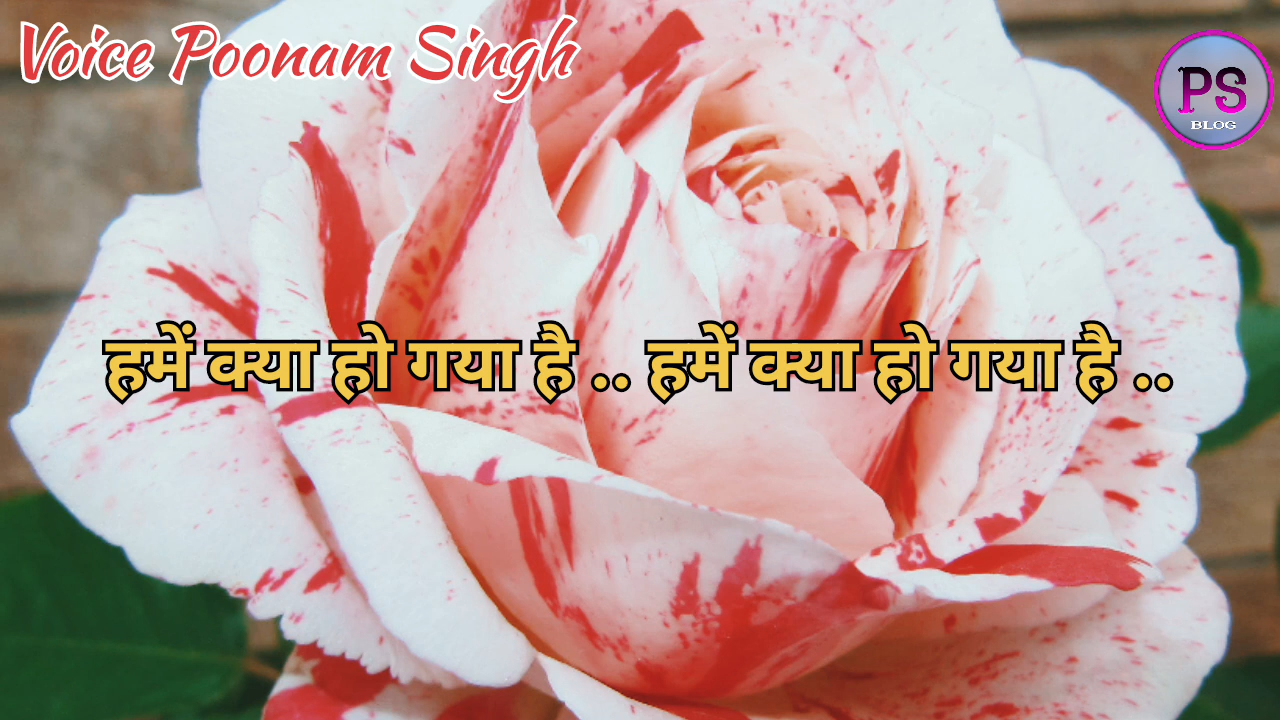 Voice Poonam Singh
PS
BLOG
हमें क्या हो गया है .. हमें क्या हो गया है ..